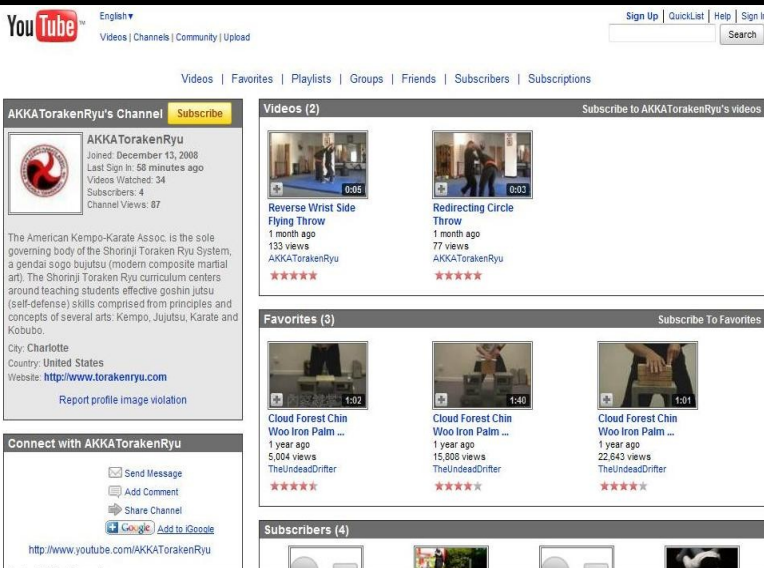 You Tube™
English▼
Videos | Channels | Community | Upload
Sign Up | QuickList | Help | Sign In
Search
Videos | Favorites | Playlists | Groups | Friends | Subscribers | Subscriptions
AKKATorakenRyu's Channel
Subscribe
AKKATorakenRyu
Joined: December 13, 2008
Last Sign In: 58 minutes ago
Videos Watched: 34
Subscribers: 4
Channel Views: 87
The American Kempo-Karate Assoc. is the sole
governing body of the Shorinji Toraken Ryu System,
a gendai sogo bujutsu (modern composite martial
art). The Shorinji Toraken Ryu curriculum centers
around teaching students effective goshin jutsu
(self-defense) skills comprised from principles and
concepts of several arts: Kempo, Jujutsu, Karate and
Kobubo.
City: Charlotte
Country: United States
Website: http://www.torakenryu.com
Report profile image violation
Connect with AKKATorakenRyu
Send Message
Add Comment
Share Channel
Google Add to iGoogle
http://www.youtube.com/AKKATorakenRyu
Videos (2)
Subscribe to AKKATorakenRyu's videos
0:05
Reverse Wrist Side
Flying Throw
1 month ago
133 views
AKKATorakenRyu
0:03
Redirecting Circle
Throw
1 month ago
77 views
AKKATorakenRyu
Favorites (3)
Subscribe To Favorites
1:02
Cloud Forest Chin
Woo Iron Palm ...
1 year ago
5,004 views
TheUndeadDrifter
1:40
Cloud Forest Chin
Woo Iron Palm ...
1 year ago
15,808 views
TheUndeadDrifter
1:01
Cloud Forest Chin
Woo Iron Palm ...
1 year ago
22,643 views
TheUndeadDrifter
Subscribers (4)